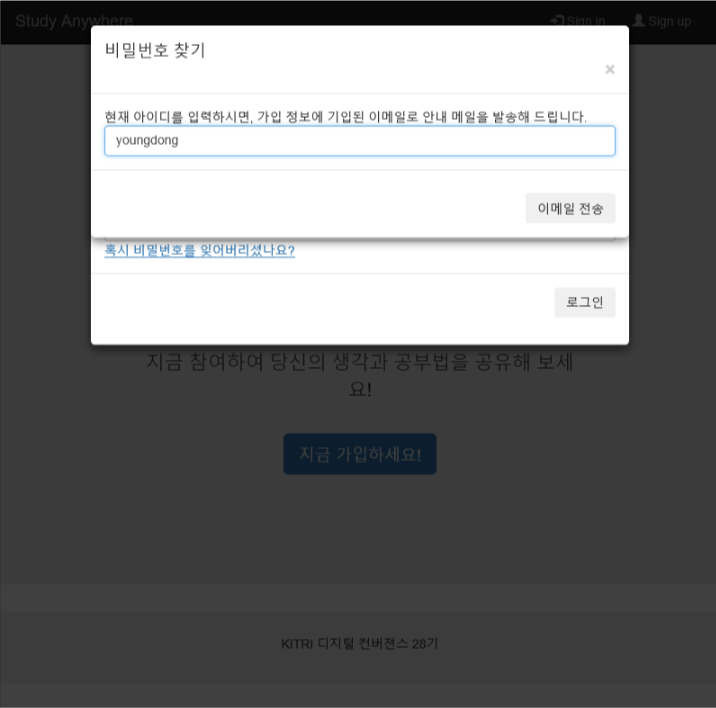 Study Anywhere
Sign in
Sign up
비밀번호 찾기
×
현재 아이디를 입력하시면, 가입 정보에 기입된 이메일로 안내 메일을 발송해 드립니다.
youngdong
이메일 전송
혹시 비밀번호를 잊어버리셨나요?
로그인
지금 참여하여 당신의 생각과 공부법을 공유해 보세
요!
지금 가입하세요!
KITRI 디지털 컨버젼스 28기